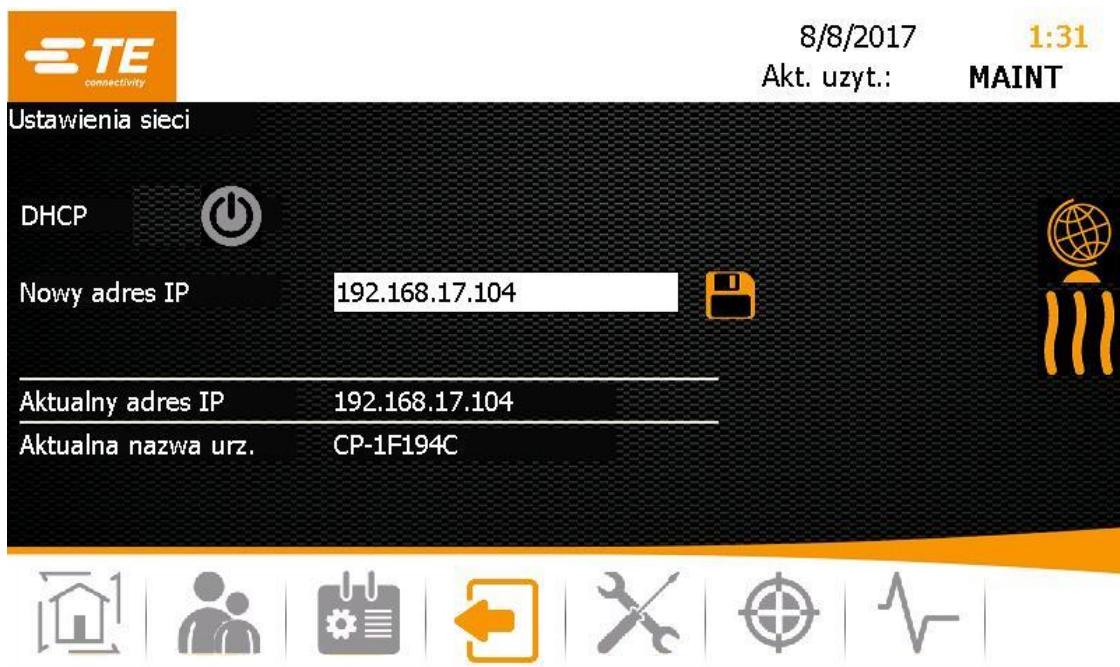 TE
connectivity
8/8/2017 1:31
Akt. uzyt.: MAINT
Ustawienia sieci
DHCP
Nowy adres IP 192.168.17.104
Aktualny adres IP 192.168.17.104
Aktualna nazwa urz. CP-1F194C